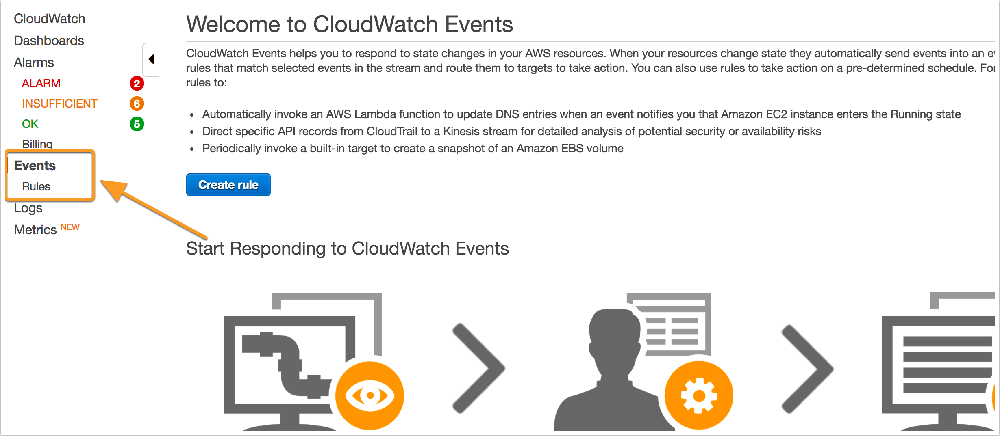 CloudWatch
Dashboards
Alarms
ALARM 2
INSUFFICIENT 6
OK 5
Billing
Events
Rules
Logs
Metrics NEW
Welcome to CloudWatch Events
CloudWatch Events helps you to respond to state changes in your AWS resources. When your resources change state they automatically send events into an
rules that match selected events in the stream and route them to targets to take action. You can also use rules to take action on a pre-determined schedule. For
rules to:
• Automatically invoke an AWS Lambda function to update DNS entries when an event notifies you that Amazon EC2 instance enters the Running state
• Direct specific API records from CloudTrail to a Kinesis stream for detailed analysis of potential security or availability risks
• Periodically invoke a built-in target to create a snapshot of an Amazon EBS volume
Create rule
Start Responding to CloudWatch Events